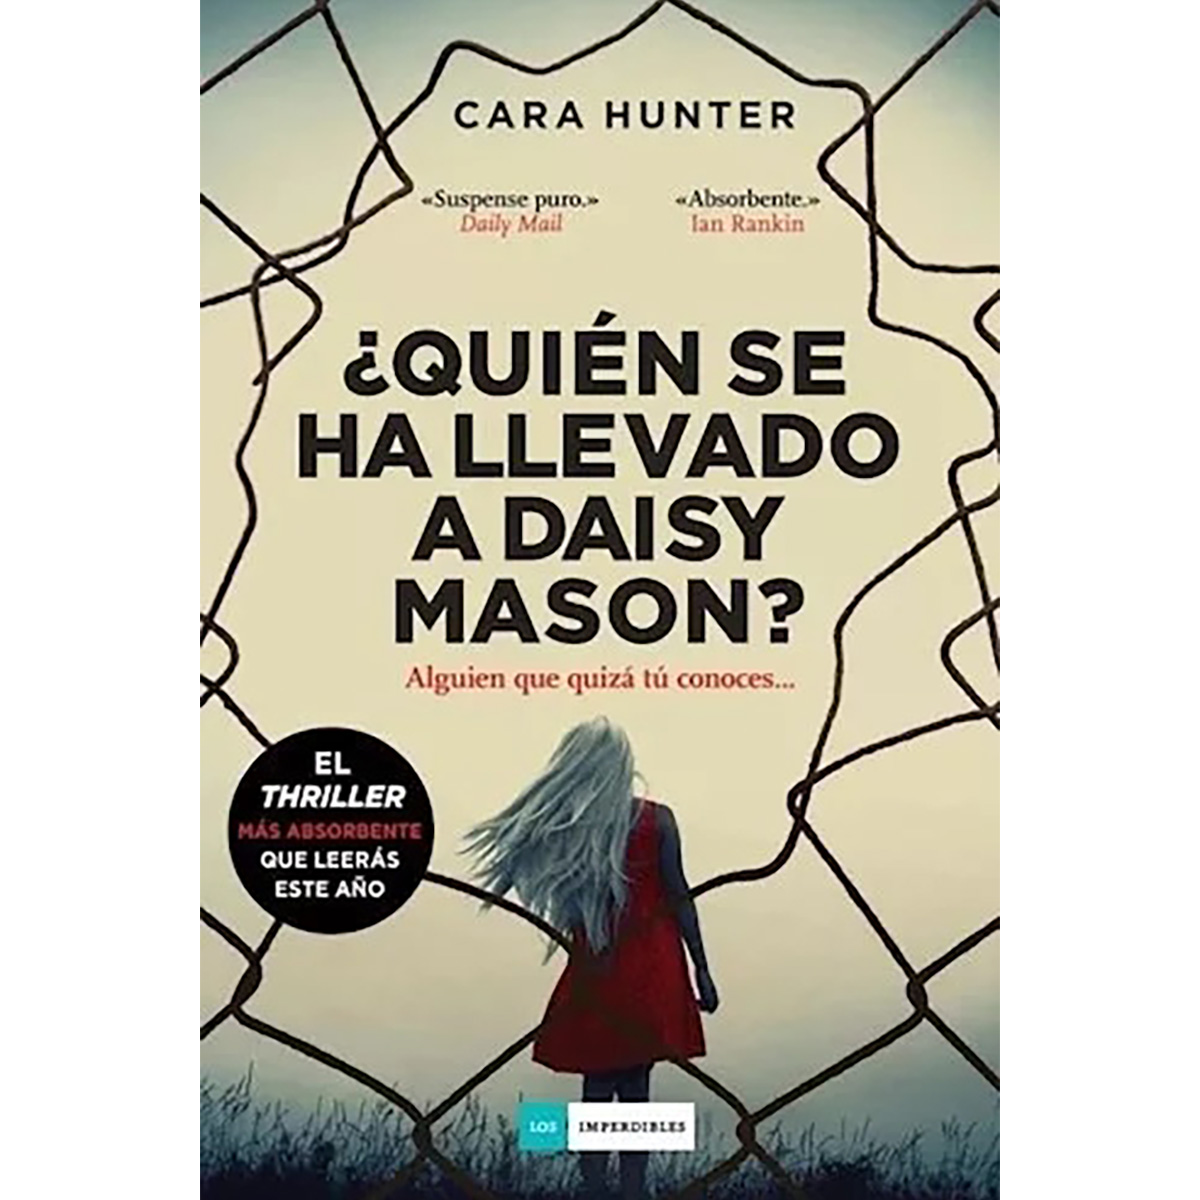 CARA HUNTER
«Suspense puro.»
Daily Mail
«Absorbente.»
Ian Rankin
¿QUIÉN SE
HA LLEVADO
A DAISY
MASON?
Alguien que quizá tú conoces...
EL
THRILLER
MÁS ABSORBENTE
QUE LEERÁS
ESTE AÑO
LOS IMPERDIBLES